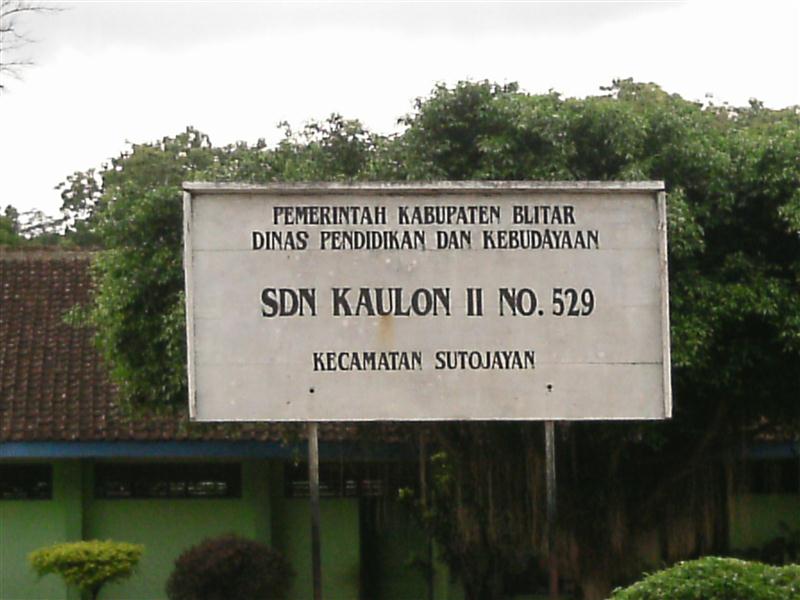 PEMERINTAH KABUPATEN BLITAR
DINAS PENDIDIKAN DAN KEBUDAYAAN
SDN KAULON II NO. 529
KECAMATAN SUTOJAYAN